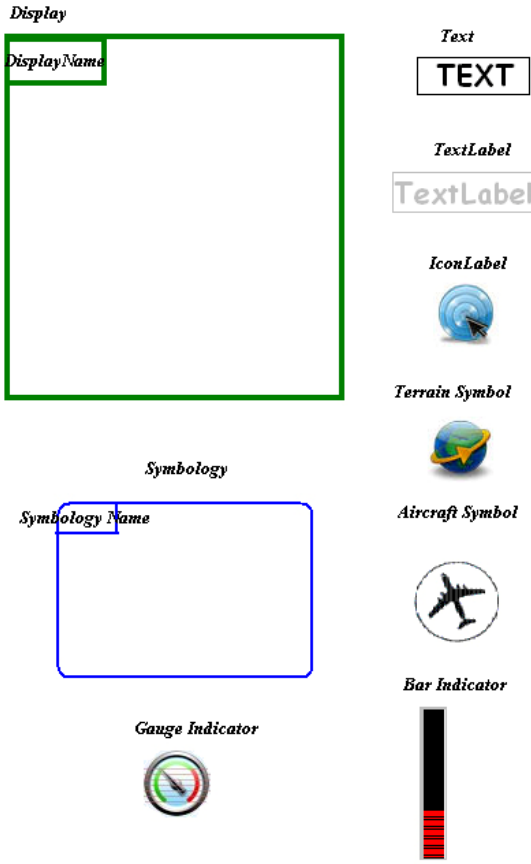 Display
DisplayName
Text
TEXT
TextLabel
TextLabel
IconLabel
Terrain Symbol
Symbology
Symbology Name
Aircraft Symbol
Bar Indicator
Gauge Indicator